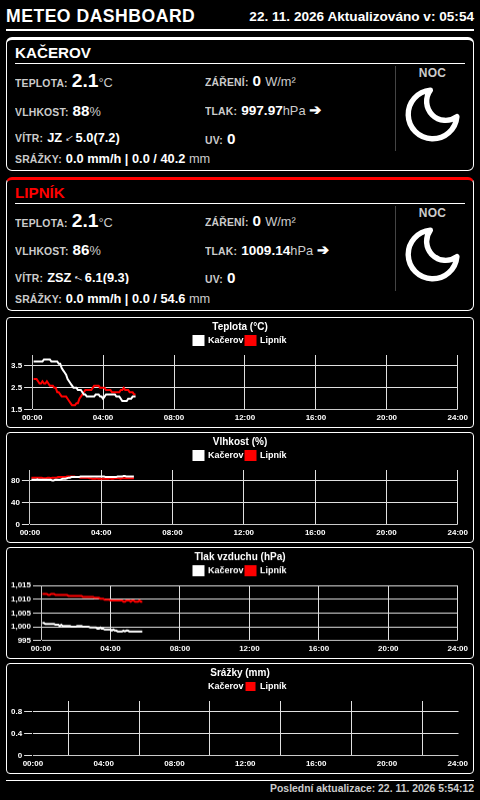 METEO DASHBOARD
22. 11. 2026 Aktualizováno v: 05:54
KAČEROV
TEPLOTA: 2.1°C
ZÁŘENÍ: 0 W/m²
NOC
VLHKOST: 88%
TLAK: 997.97hPa ➔
VÍTR: JZ ← 5.0(7.2)
UV: 0
SRÁŽKY: 0.0 mm/h | 0.0 / 40.2 mm
LIPNÍK
TEPLOTA: 2.1°C
ZÁŘENÍ: 0 W/m²
NOC
VLHKOST: 86%
TLAK: 1009.14hPa ➔
VÍTR: ZSZ ← 6.1(9.3)
UV: 0
SRÁŽKY: 0.0 mm/h | 0.0 / 54.6 mm
Teplota (°C)
Kačerov Lipník
3.5
2.5
1.5
00:00 04:00 08:00 12:00 16:00 20:00 24:00
Vlhkost (%)
Kačerov Lipník
80
40
0
00:00 04:00 08:00 12:00 16:00 20:00 24:00
Tlak vzduchu (hPa)
Kačerov Lipník
1,015
1,010
1,005
1,000
995
00:00 04:00 08:00 12:00 16:00 20:00 24:00
Srážky (mm)
Kačerov Lipník
0.8
0.4
0
00:00 04:00 08:00 12:00 16:00 20:00 24:00
Poslední aktualizace: 22. 11. 2026 5:54:12